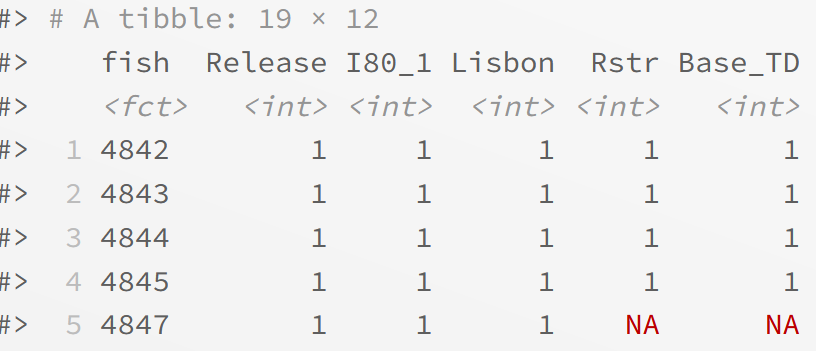 #> # A tibble: 19 × 12
#> fish Release I80_1 Lisbon Rstr Base_TD
#> <fct> <int> <int> <int> <int> <int>
#> 1 4842 1 1 1 1 1
#> 2 4843 1 1 1 1 1
#> 3 4844 1 1 1 1 1
#> 4 4845 1 1 1 1 1
#> 5 4847 1 1 1 NA NA